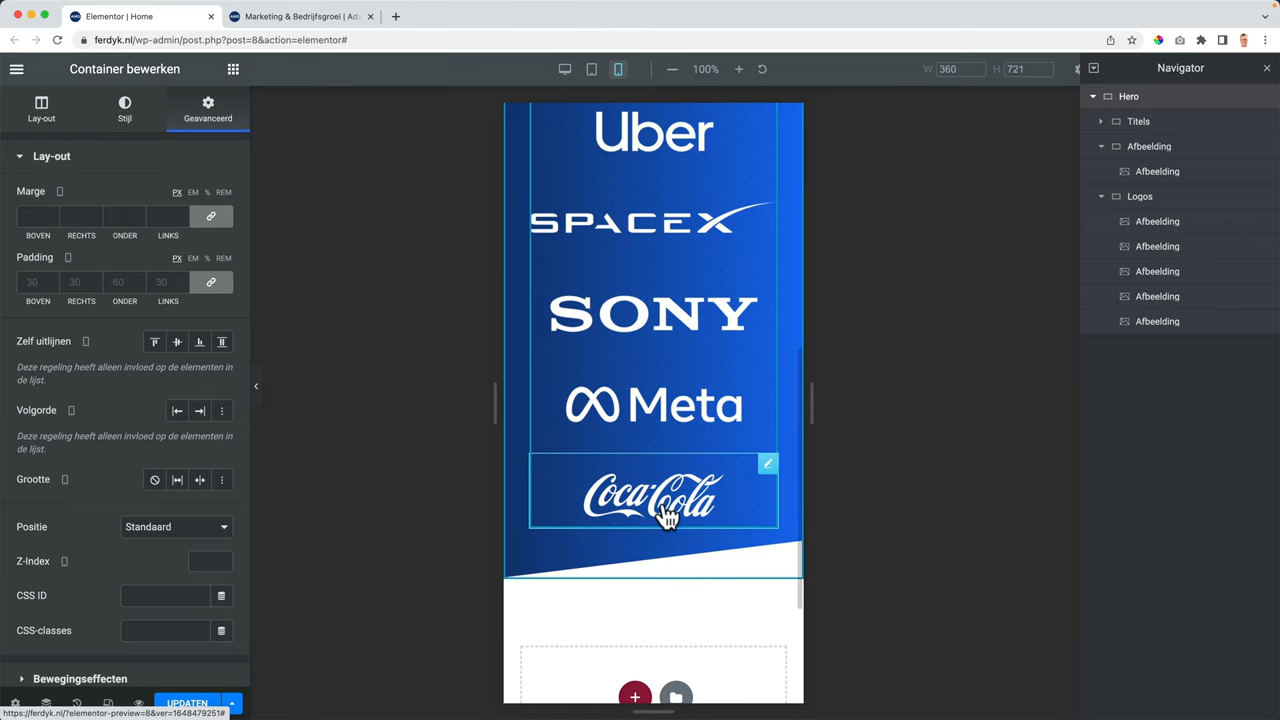 Elementor | Home
Marketing & Bedrijfsgroei | Adv
ferdyk.nl/wp-admin/post.php?post=8&action=elementor#
Container bewerken
100%
W 360
H 721
Navigator
Lay-out
Stijl
Geavanceerd
Lay-out
Marge
PX EM % REM
BOVEN RECHTS ONDER LINKS
Padding
PX EM % REM
30 30 60 30
BOVEN RECHTS ONDER LINKS
Zelf uitlijnen
Deze regeling heeft alleen invloed op de elementen in
de lijst.
Volgorde
Deze regeling heeft alleen invloed op de elementen in
de lijst.
Grootte
Positie
Standaard
Z-Index
CSS ID
CSS-classes
Bewegingseffecten
UPDATEN
https://ferdyk.nl/?elementor-preview=8&ver=1648479251#
Uber
SPACEX
SONY
Meta
Coca-Cola
Hero
Titels
Afbeelding
Afbeelding
Logos
Afbeelding
Afbeelding
Afbeelding
Afbeelding
Afbeelding